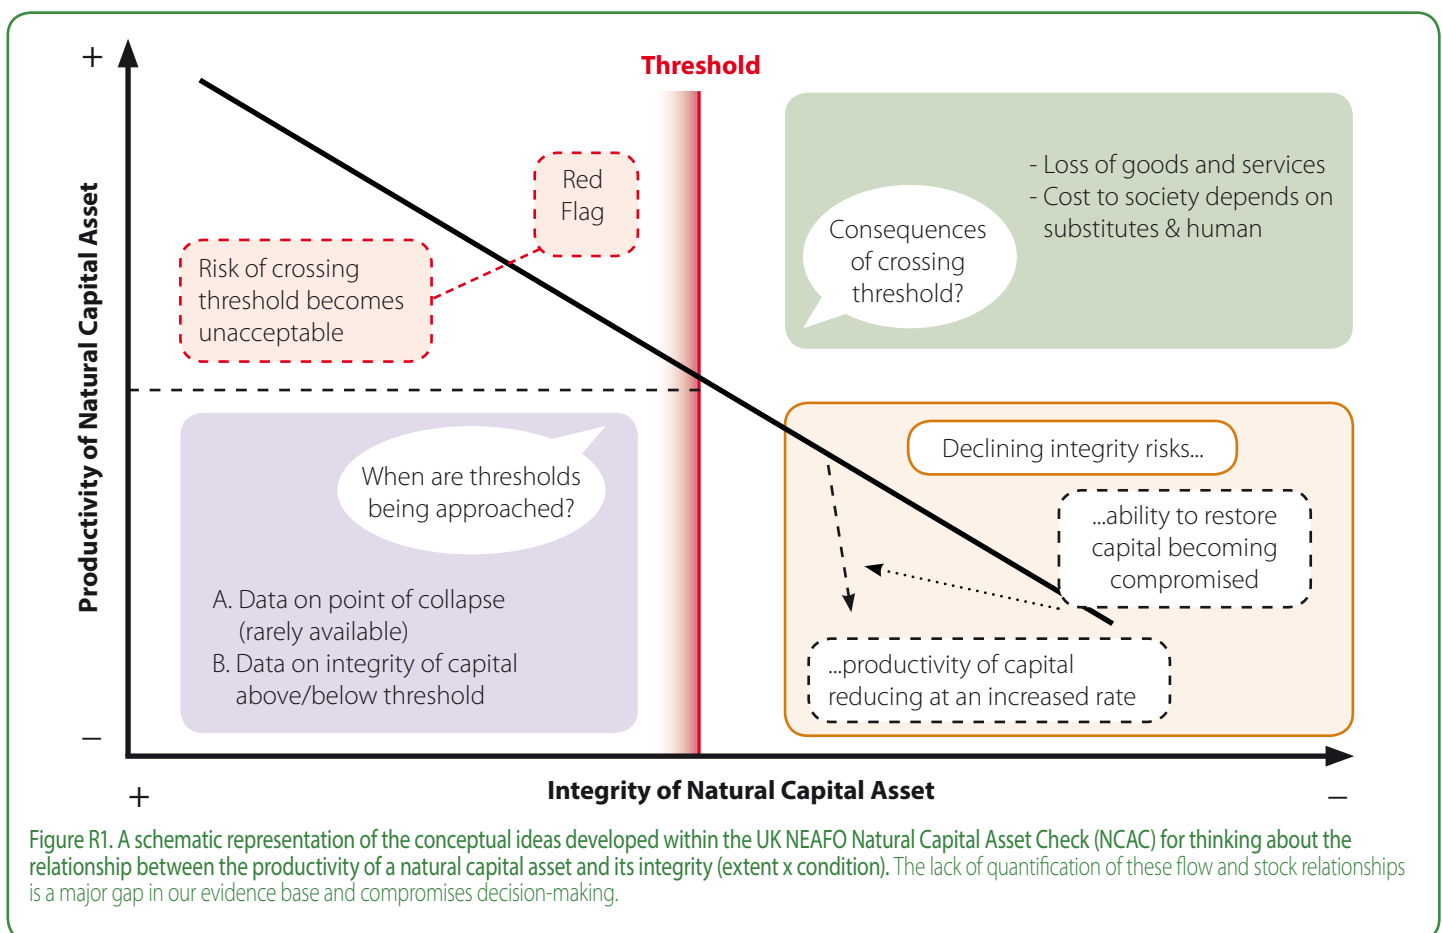 +
Threshold
Red
Flag
Risk of crossing
threshold becomes
unacceptable
- Loss of goods and services
- Cost to society depends on
substitutes & human
Consequences
of crossing
threshold?
Productivity of Natural Capital Asset
When are thresholds
being approached?
A. Data on point of collapse
(rarely available)
B. Data on integrity of capital
above/below threshold
Declining integrity risks...
...ability to restore
capital becoming
compromised
...productivity of capital
reducing at an increased rate
–
+
Integrity of Natural Capital Asset
–
Figure R1. A schematic representation of the conceptual ideas developed within the UK NEAFO Natural Capital Asset Check (NCAC) for thinking about the
relationship between the productivity of a natural capital asset and its integrity (extent x condition). The lack of quantification of these flow and stock relationships
is a major gap in our evidence base and compromises decision-making.